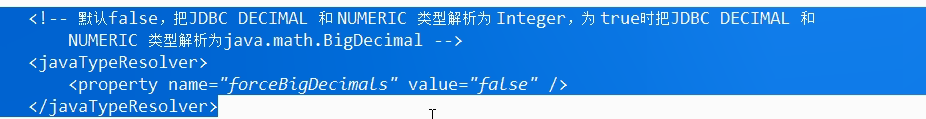 <!-- 默认false，把JDBC DECIMAL 和 NUMERIC 类型解析为 Integer，为 true时把JDBC DECIMAL 和
NUMERIC 类型解析为java.math.BigDecimal -->
<javaTypeResolver>
<property name="forceBigDecimals" value="false" />
</javaTypeResolver>